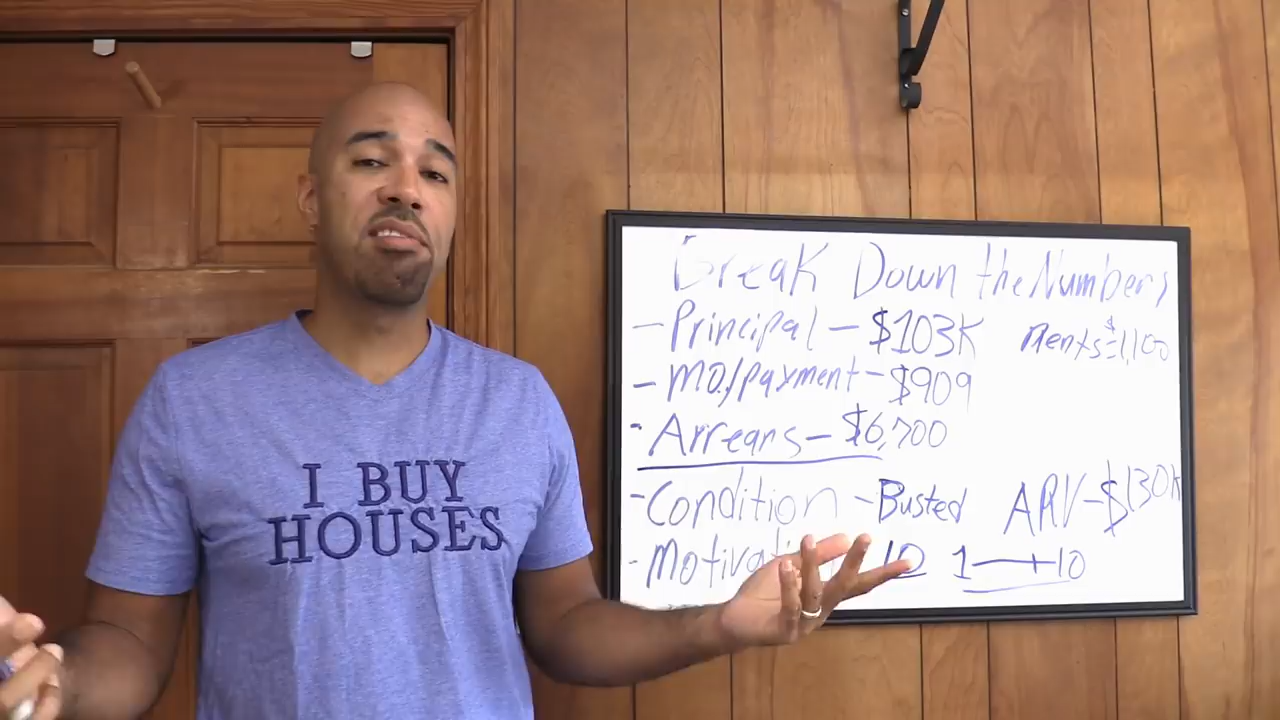 I BUY
HOUSES
Break Down the Numbers
- Principal - $103K
Rents = $1,100
- MO./payment - $909
- Arrears - $6,700
- Condition - Busted
ARV - $130K
- 10 1 —— 10